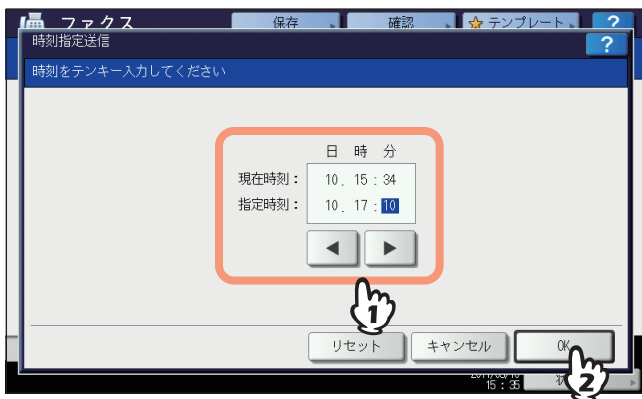 ファクス 保存 確認 テンプレート ?
時刻指定送信 ?
時刻をテンキー入力してください
日 時 分
現在時刻： 10. 15 : 34
指定時刻： 10. 17 : 10
◀ ▶
1
リセット キャンセル OK
15 : 35
2